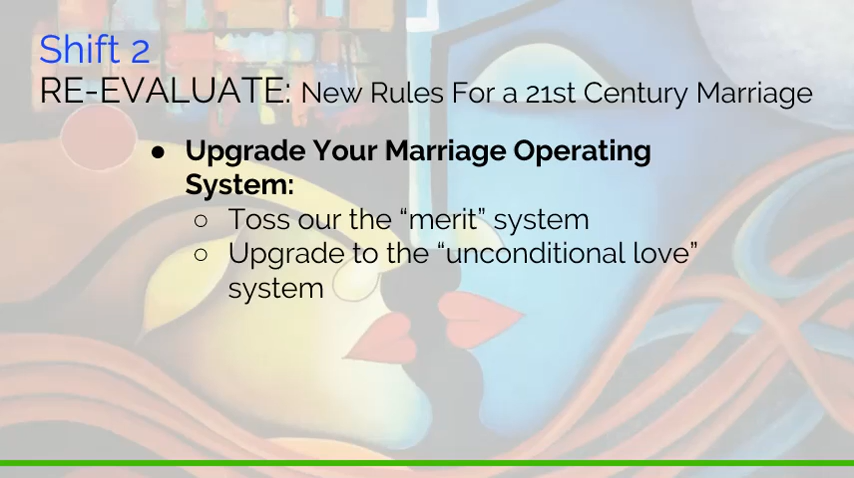 Shift 2
RE-EVALUATE: New Rules For a 21st Century Marriage
● Upgrade Your Marriage Operating
System:
○ Toss our the “merit” system
○ Upgrade to the “unconditional love”
system